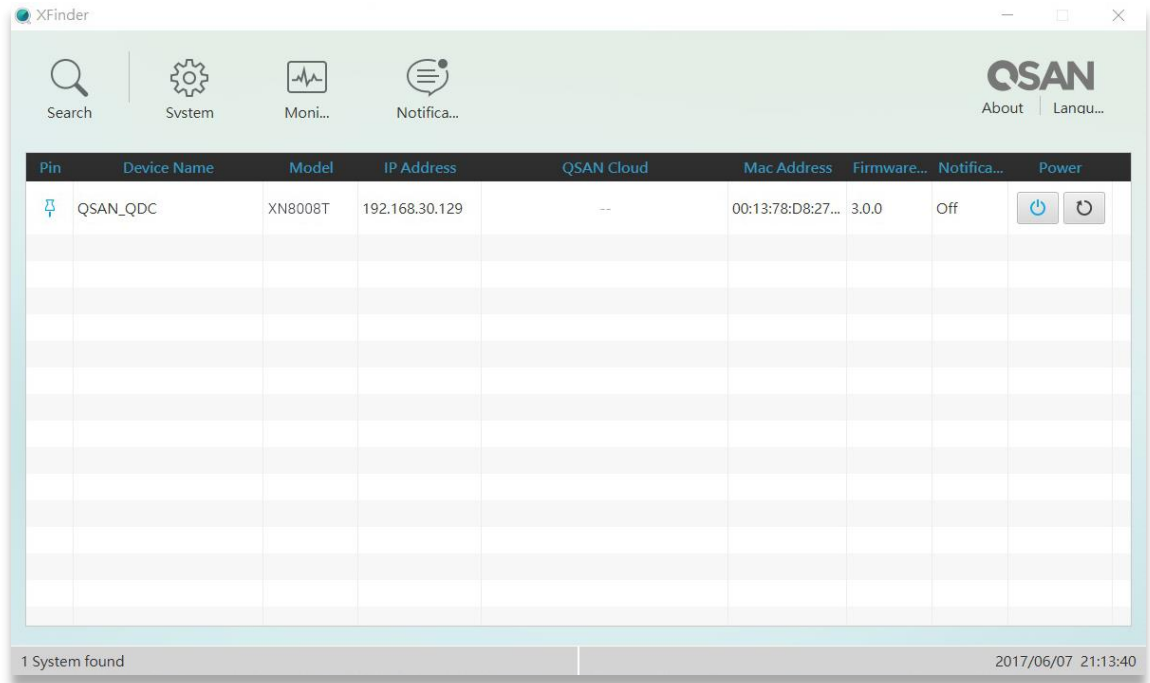 XFinder
Search System Moni... Notifica...
QSAN
About Langu...
Pin Device Name Model IP Address QSAN Cloud Mac Address Firmware... Notifica... Power
QSAN_QDC XN8008T 192.168.30.129 -- 00:13:78:D8:27... 3.0.0 Off
1 System found 2017/06/07 21:13:40